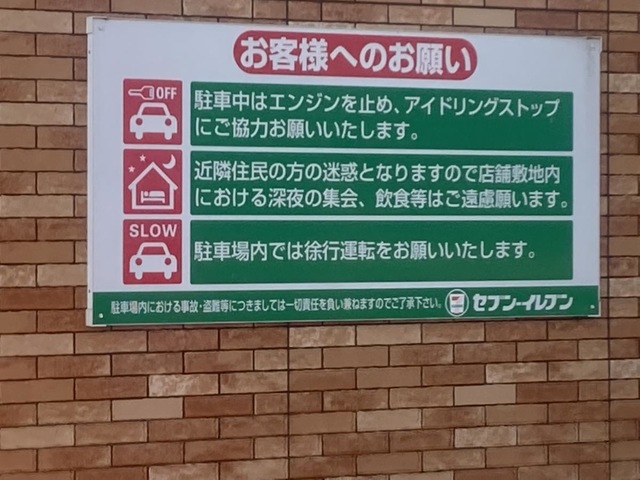 お客様へのお願い
OFF
駐車中はエンジンを止め、アイドリングストップ
にご協力お願いいたします。
近隣住民の方の迷惑となりますので店舗敷地内
における深夜の集会、飲食等はご遠慮願います。
SLOW
駐車場内では徐行運転をお願いいたします。
駐車場内における事故・盗難等につきましては一切責任を負い兼ねますのでご了承下さい。 セブン-イレブン